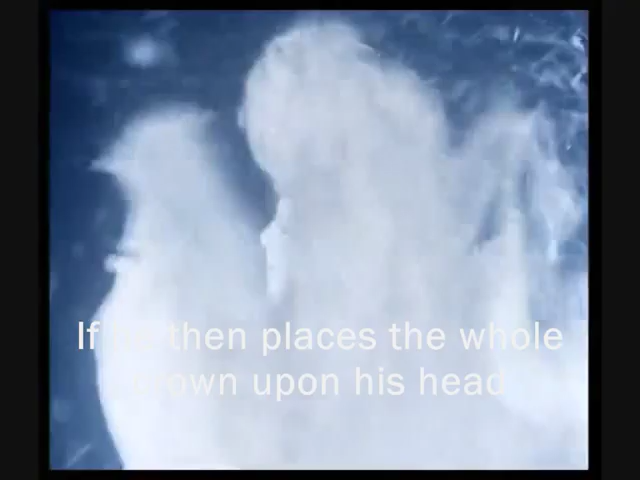 If he then places the whole
crown upon his head